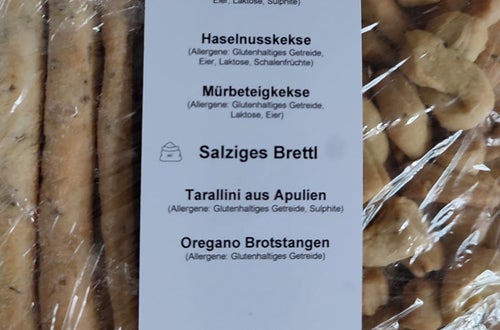 Eier, Laktose, Sulphite)
Haselnusskekse
(Allergene: Glutenhaltiges Getreide,
Eier, Laktose, Schalenfrüchte)
Mürbeteigkekse
(Allergene: Glutenhaltiges Getreide,
Laktose, Eier)
Salziges Brettl
Tarallini aus Apulien
(Allergene: Glutenhaltiges Getreide, Sulphite)
Oregano Brotstangen
(Allergene: Glutenhaltiges Getreide)